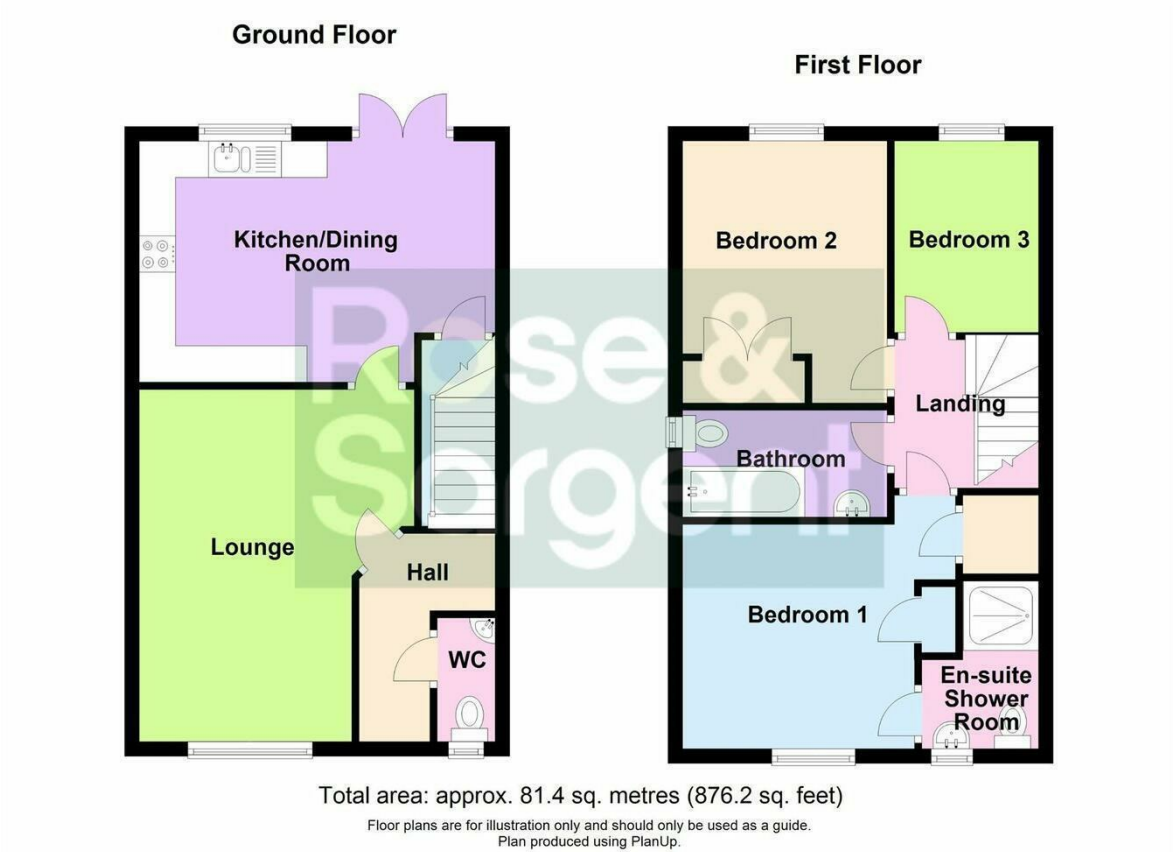 Ground Floor
First Floor
Kitchen/Dining
Room
Bedroom 2
Bedroom 3
Landing
Bathroom
Lounge
Hall
WC
Bedroom 1
En-suite
Shower
Room
Rose &
Sargent
Total area: approx. 81.4 sq. metres (876.2 sq. feet)
Floor plans are for illustration only and should only be used as a guide.
Plan produced using PlanUp.